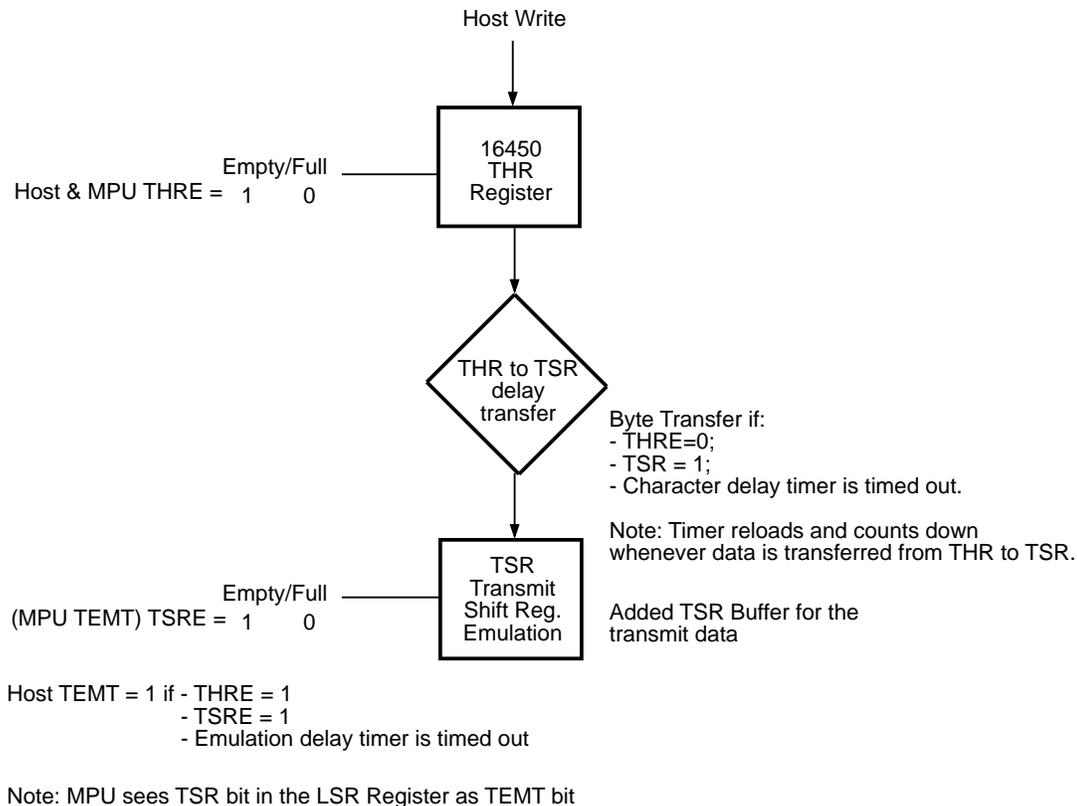 Host Write
16450
THR
Register
Empty/Full
Host & MPU THRE = 1 0
THR to TSR
delay
transfer
Byte Transfer if:
- THRE=0;
- TSR = 1;
- Character delay timer is timed out.
Note: Timer reloads and counts down
whenever data is transferred from THR to TSR.
TSR
Transmit
Shift Reg.
Emulation
Empty/Full
(MPU TEMT) TSRE = 1 0
Added TSR Buffer for the
transmit data
Host TEMT = 1 if - THRE = 1
- TSRE = 1
- Emulation delay timer is timed out
Note: MPU sees TSR bit in the LSR Register as TEMT bit